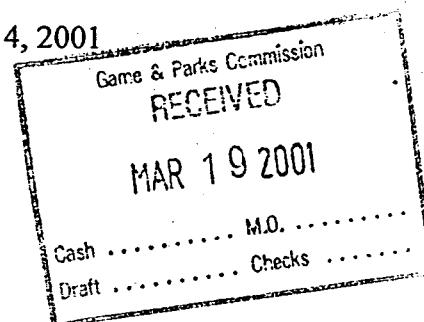 4, 2001
Game & Parks Commission
RECEIVED
MAR 19 2001
Cash .......... M.O. ..........
Draft .......... Checks .......